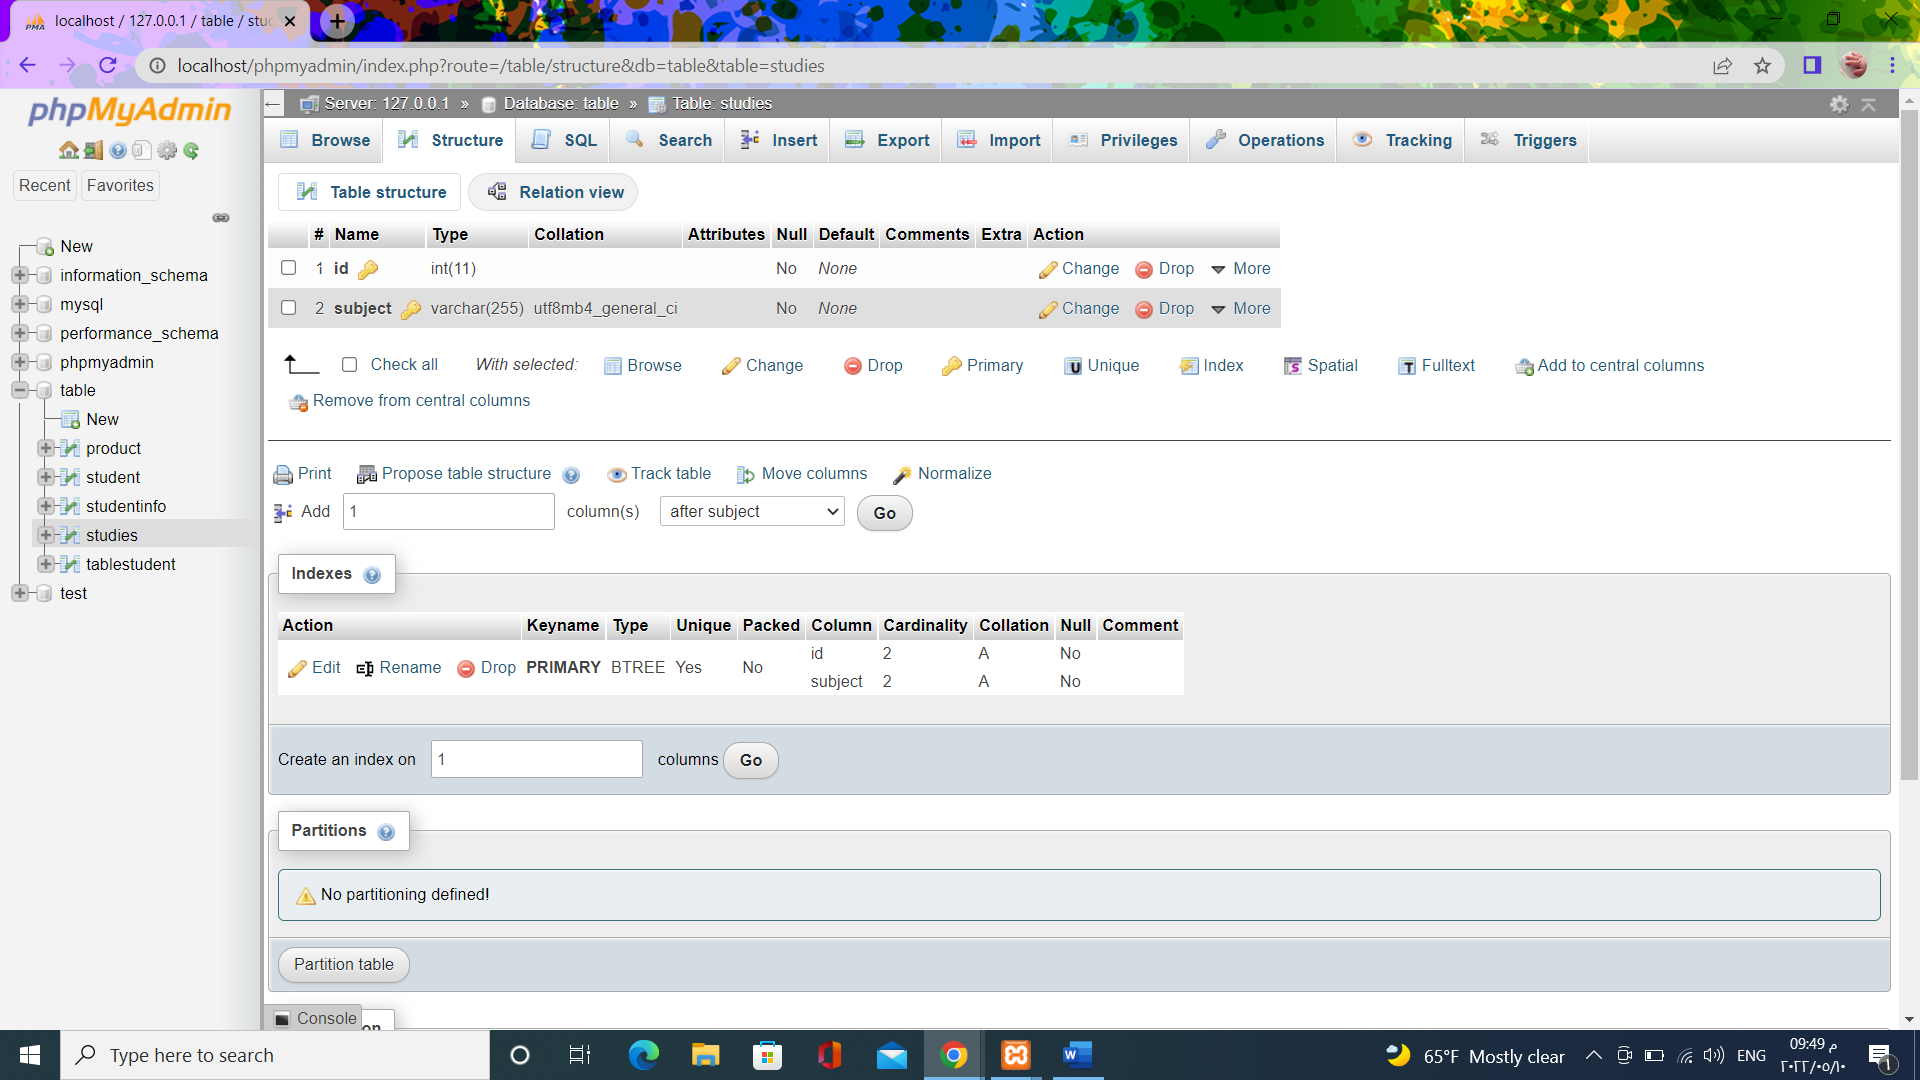 localhost / 127.0.0.1 / table / stuc
localhost/phpmyadmin/index.php?route=/table/structure&db=table&table=studies
phpMyAdmin
Recent Favorites
New
information_schema
mysql
performance_schema
phpmyadmin
table
New
product
student
studentinfo
studies
tablestudent
test
Server: 127.0.0.1 » Database: table » Table: studies
Browse Structure SQL Search Insert Export Import Privileges Operations Tracking Triggers
Table structure Relation view
# Name Type Collation Attributes Null Default Comments Extra Action
1 id int(11) No None Change Drop More
2 subject varchar(255) utf8mb4_general_ci No None Change Drop More
Check all With selected: Browse Change Drop Primary Unique Index Spatial Fulltext Add to central columns
Remove from central columns
Print Propose table structure Track table Move columns Normalize
Add 1 column(s) after subject Go
Indexes
Action Keyname Type Unique Packed Column Cardinality Collation Null Comment
Edit Rename Drop PRIMARY BTREE Yes No id 2 A No
subject 2 A No
Create an index on 1 columns Go
Partitions
No partitioning defined!
Partition table
Console
Type here to search
65°F Mostly clear
ENG
09:49 م
٢٠٢٢/٠٥/١٠